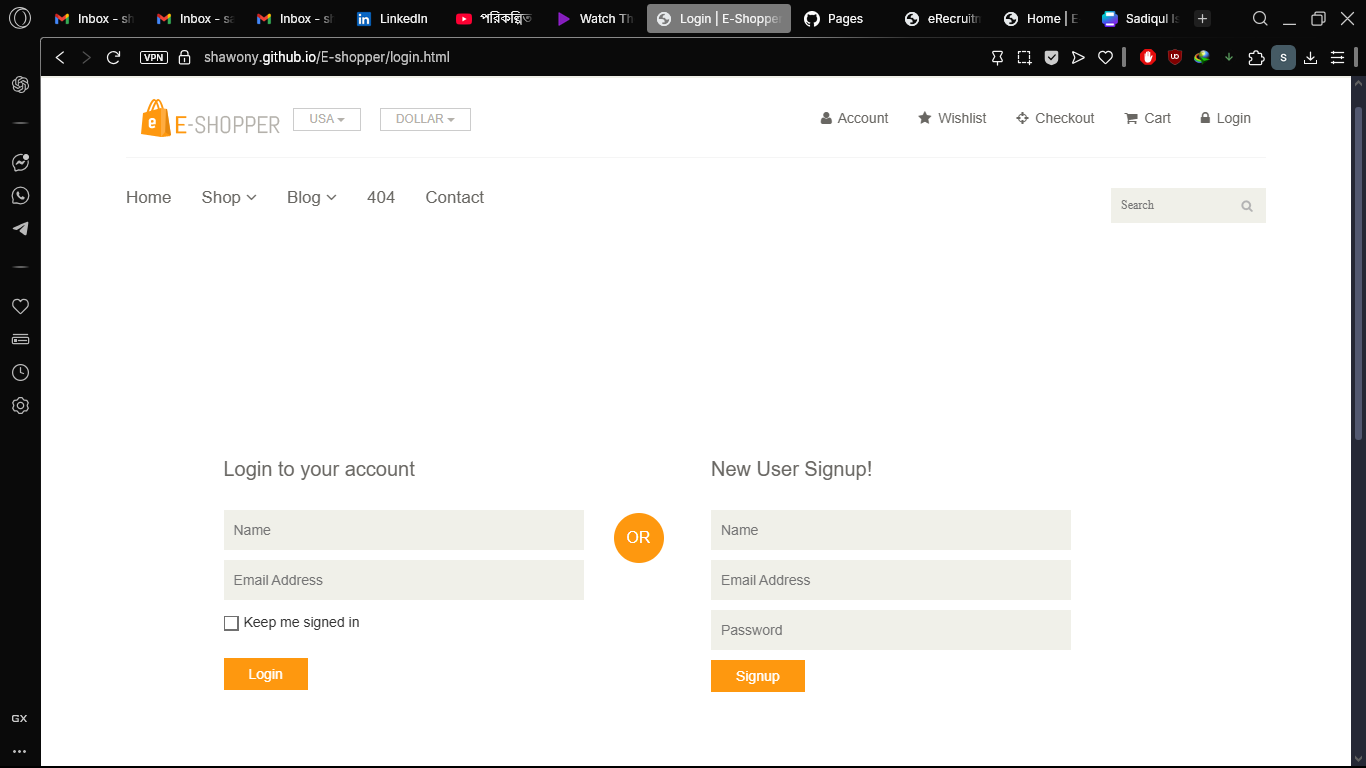 Inbox - sh Inbox - sa Inbox - sh LinkedIn পরিকল্পিত Watch Th Login | E-Shopper Pages eRecruitm Home | E Sadiqul Is
VPN shawony.github.io/E-shopper/login.html S
E-SHOPPER USA DOLLAR Account Wishlist Checkout Cart Login
Home Shop Blog 404 Contact Search
Login to your account New User Signup!
Name OR Name
Email Address Email Address
Keep me signed in Password
Login Signup
GX